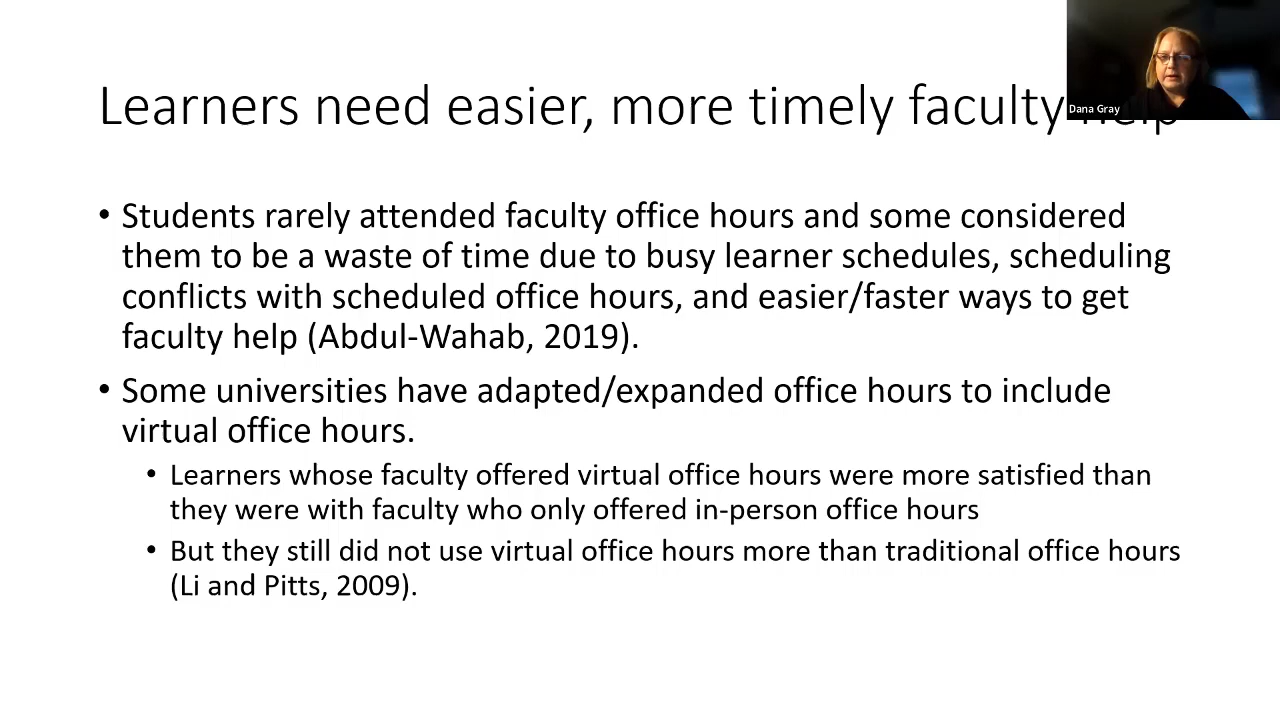 Learners need easier, more timely faculty help
Dana Gray
• Students rarely attended faculty office hours and some considered
them to be a waste of time due to busy learner schedules, scheduling
conflicts with scheduled office hours, and easier/faster ways to get
faculty help (Abdul-Wahab, 2019).
• Some universities have adapted/expanded office hours to include
virtual office hours.
• Learners whose faculty offered virtual office hours were more satisfied than
they were with faculty who only offered in-person office hours
• But they still did not use virtual office hours more than traditional office hours
(Li and Pitts, 2009).